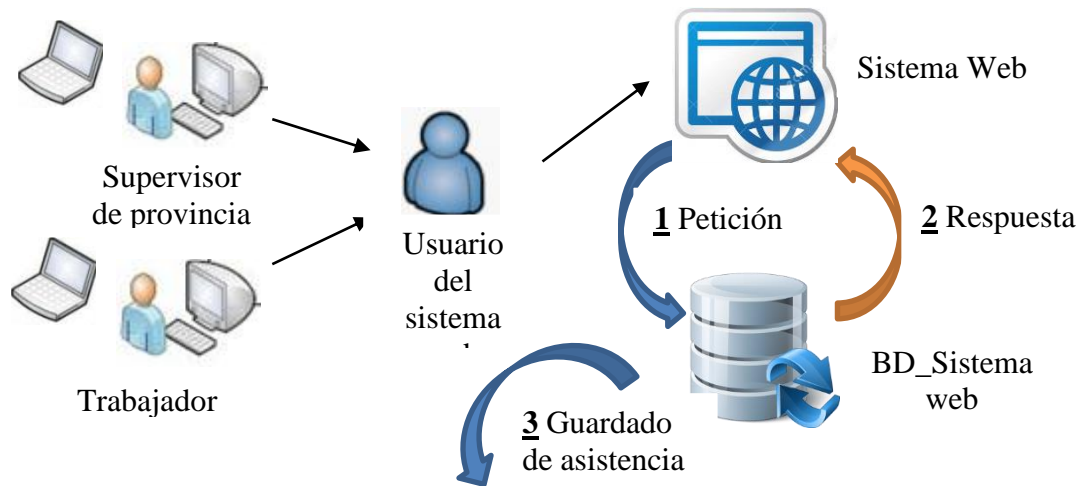 Sistema Web
Supervisor
de provincia
Usuario
del
sistema
1 Petición
2 Respuesta
Trabajador
BD_Sistema
web
3 Guardado
de asistencia